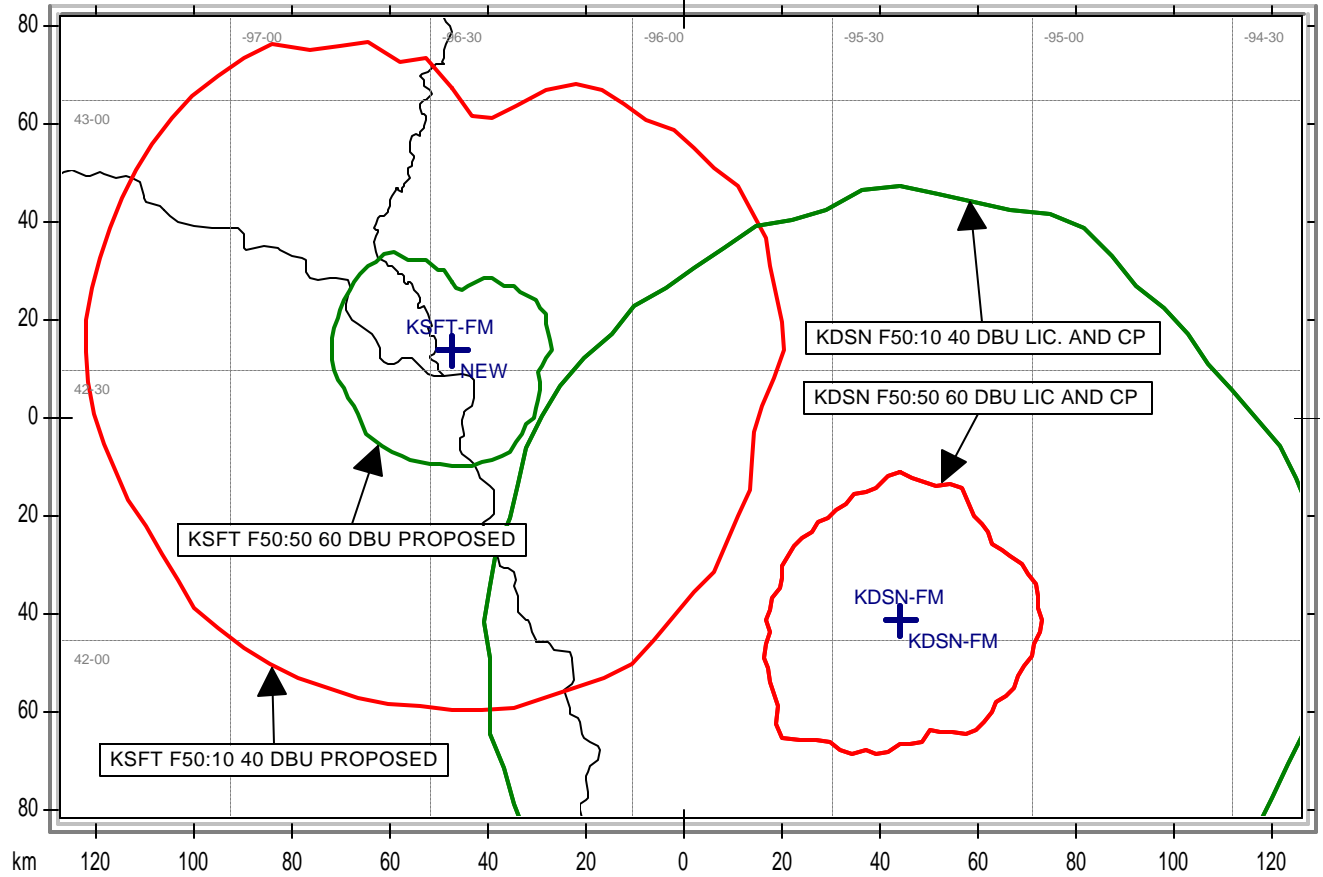 80
-97-00
-96-30
-96-00
-95-30
-95-00
-94-30
60
43-00
40
20
KSFT-FM
KDSN F50:10 40 DBU LIC. AND CP
NEW
42-30
KDSN F50:50 60 DBU LIC AND CP
0
20
KSFT F50:50 60 DBU PROPOSED
KDSN-FM
40
KDSN-FM
42-00
60
KSFT F50:10 40 DBU PROPOSED
80
km 120 100 80 60 40 20 0 20 40 60 80 100 120